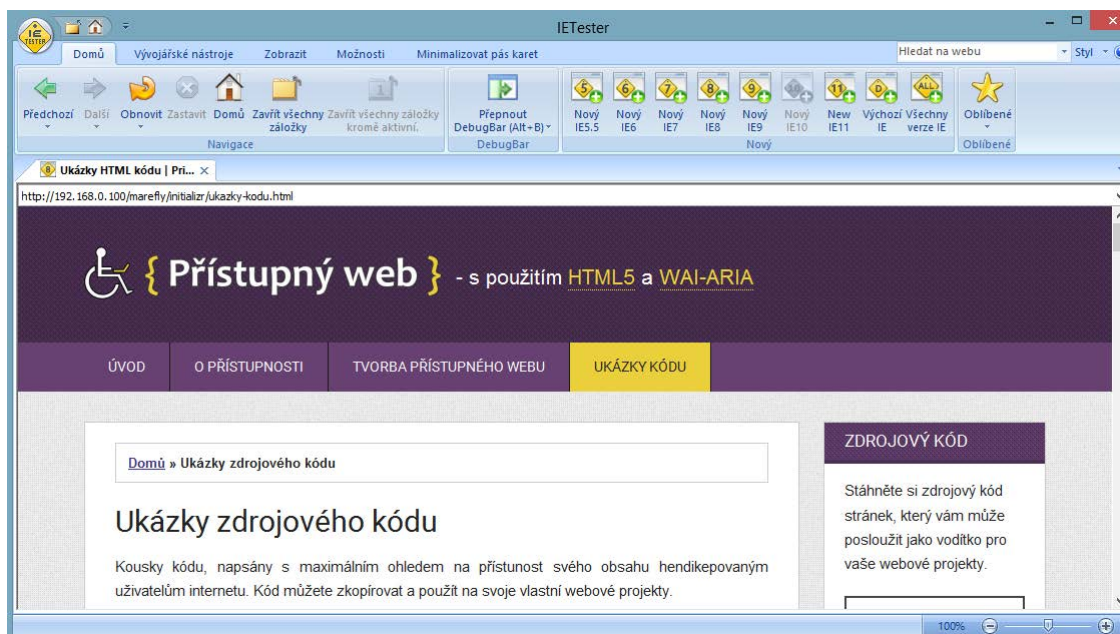 IETester
IE TESTER
Domů Vývojářské nástroje Zobrazit Možnosti Minimalizovat pás karet Hledat na webu Styl
Předchozí Další Obnovit Zastavit Domů Zavřít všechny záložky Zavřít všechny záložky kromě aktivní.
Přepnout DebugBar (Alt+B)
Nový IE5.5 Nový IE6 Nový IE7 Nový IE8 Nový IE9 Nový IE10 New IE11 Výchozí IE Všechny verze IE Oblíbené
Navigace DebugBar Nový Oblíbené
Ukázky HTML kódu | Pri...
http://192.168.0.100/marefly/initializr/ukazky-kodu.html
{ Přístupný web } - s použitím HTML5 a WAI-ARIA
ÚVOD O PŘÍSTUPNOSTI TVORBA PŘÍSTUPNÉHO WEBU UKÁZKY KÓDU
Domů » Ukázky zdrojového kódu
Ukázky zdrojového kódu
Kousky kódu, napsány s maximálním ohledem na přístunost svého obsahu hendikepovaným
uživatelům internetu. Kód můžete zkopírovat a použít na svoje vlastní webové projekty.
ZDROJOVÝ KÓD
Stáhněte si zdrojový kód
stránek, který vám může
posloužit jako vodítko pro
vaše webové projekty.
100%